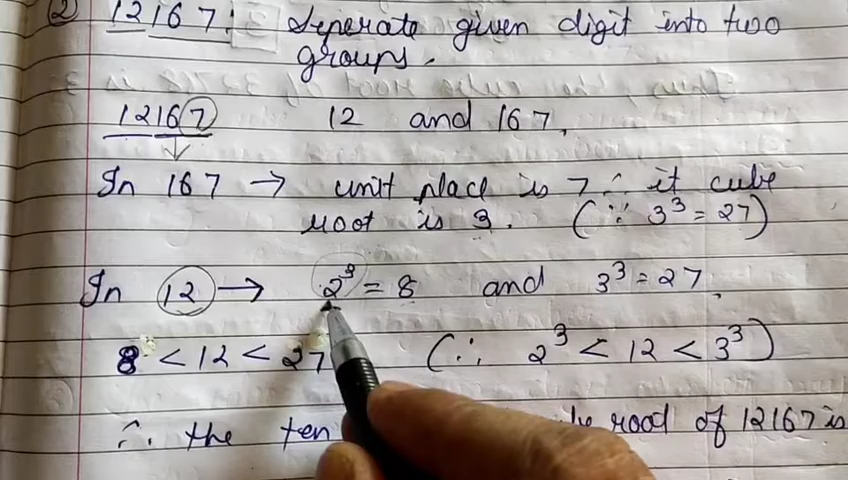 ② 12167: Seperate given digit into two
groups.
12167 12 and 167.
In 167 → unit place is 7 ∴ it cube
root is 3. (∵ 3³ = 27)
In 12 → 2³ = 8 and 3³ = 27.
8 < 12 < 27 (∴ 2³ < 12 < 3³)
∴ the ten root of 12167 is